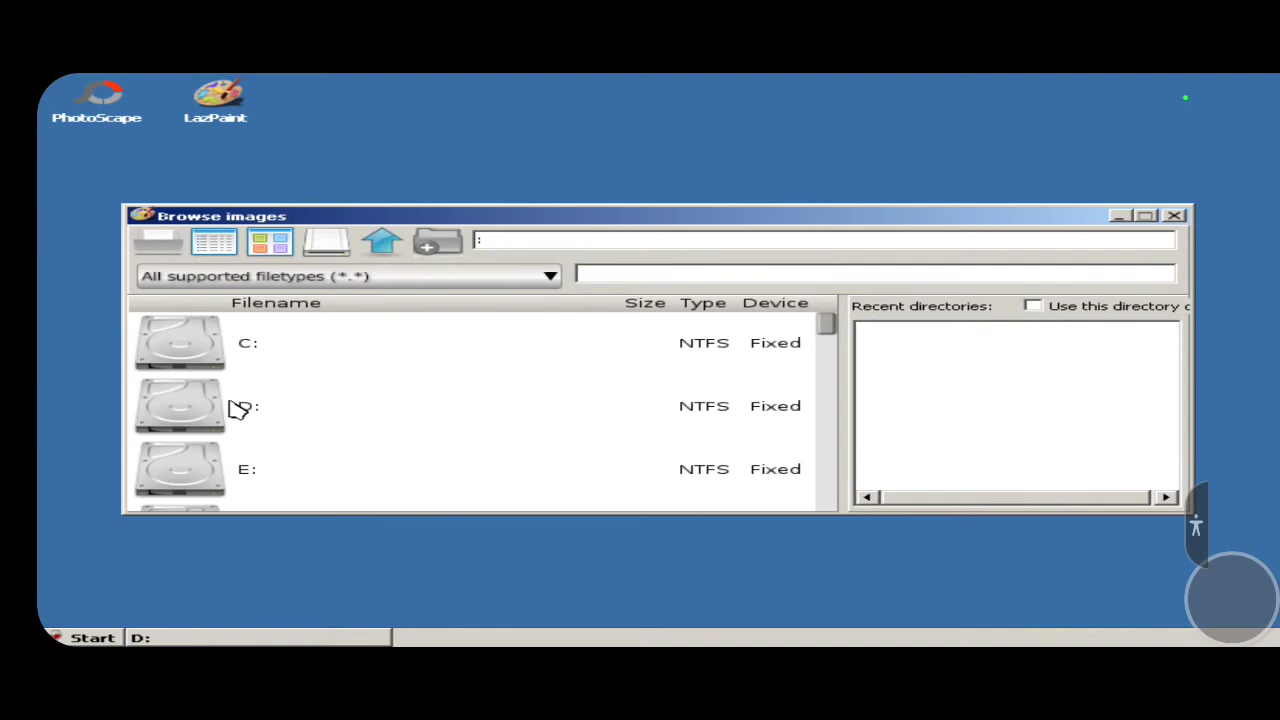 PhotoScape
LazPaint
Browse images
:
All supported filetypes (*.*)
Filename Size Type Device
C: NTFS Fixed
D: NTFS Fixed
E: NTFS Fixed
Recent directories: Use this directory
Start D: